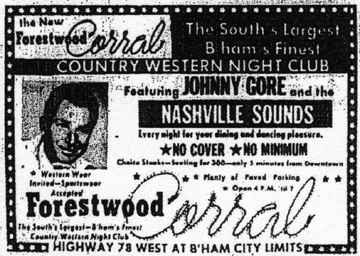 the New
Forestwood Corral
The South's Largest
B'ham's Finest
COUNTRY WESTERN NIGHT CLUB
Featuring JOHNNY GORE and the
NASHVILLE SOUNDS
Every night for your dining and dancing pleasure.
★NO COVER ★NO MINIMUM
Choice Steaks—Seating for 300—only 5 minutes from Downtown
★ Plenty of Paved Parking ★
★ Open 4 P.M. 'til ?
★ Western Wear ★
Invited—Sportswear
Accepted
Forestwood Corral
The South's Largest—B'ham's Finest
Country Western Night Club
HIGHWAY 78 WEST AT B'HAM CITY LIMITS